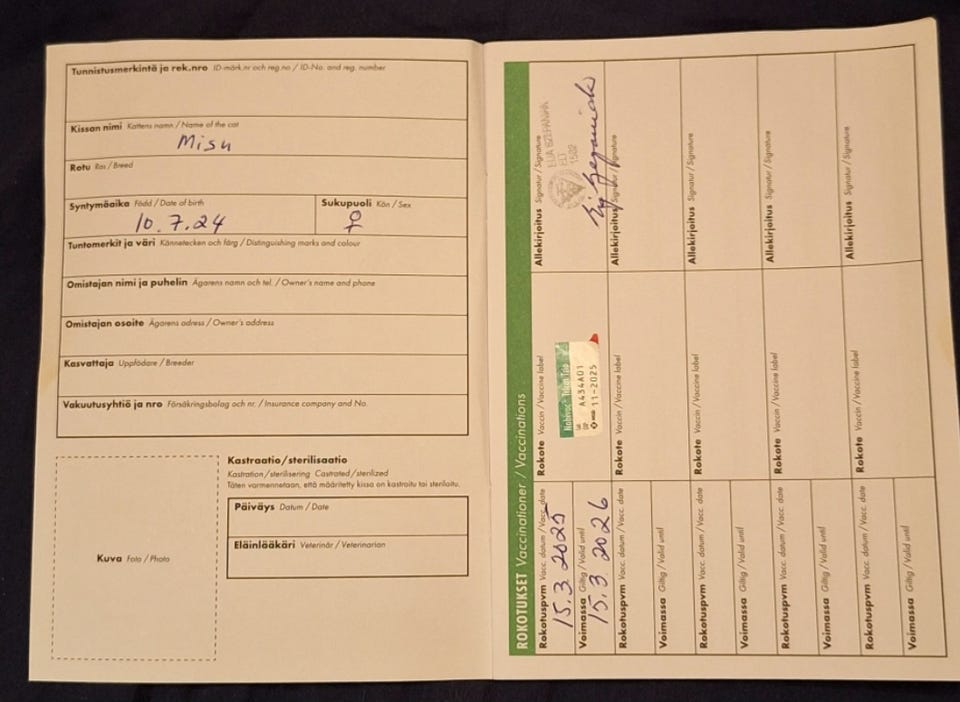 Tunnistusmerkintä ja rek.nro ID-märk.nr och reg.no / ID-No. and reg. number
Kissan nimi Kattens namn / Name of the cat
Misu
Rotu Ras / Breed
Syntymäaika Född / Date of birth
10.7.24
Sukupuoli Kön / Sex
♀
Tuntomerkit ja väri Kännetecken och färg / Distinguishing marks and colour
Omistajan nimi ja puhelin Ägarens namn och tel. / Owner's name and phone
Omistajan osoite Ägarens adress / Owner's address
Kasvattaja Uppfödare / Breeder
Vakuutusyhtiö ja nro Försäkringsbolag och nr. / Insurance company and No.
Kuva Foto / Photo
Kastraatio/sterilisaatio
Kastration/sterilisering Castrated/sterilized
Täten varmennetaan, että määritetty kissa on kastroitu tai steriloitu.
Päiväys Datum / Date
Eläinlääkäri Veterinär / Veterinarian
ROKOTUKSET Vaccinationer / Vaccinations
Rokotuspvm Vacc. datum / Vacc. date
15.3.2025
Voimassa Giltig / Valid until
15.3 2026
Rokote Vaccin / Vaccine label
Nobivac Tricat Trio
A434A01
11-2025
Allekirjoitus Signatur / Signature
ELL
1582
Rokotuspvm Vacc. datum / Vacc. date
Voimassa Giltig / Valid until
Rokote Vaccin / Vaccine label
Allekirjoitus Signatur / Signature
Rokotuspvm Vacc. datum / Vacc. date
Voimassa Giltig / Valid until
Rokote Vaccin / Vaccine label
Allekirjoitus Signatur / Signature
Rokotuspvm Vacc. datum / Vacc. date
Voimassa Giltig / Valid until
Rokote Vaccin / Vaccine label
Allekirjoitus Signatur / Signature
Rokotuspvm Vacc. datum / Vacc. date
Voimassa Giltig / Valid until
Rokote Vaccin / Vaccine label
Allekirjoitus Signatur / Signature